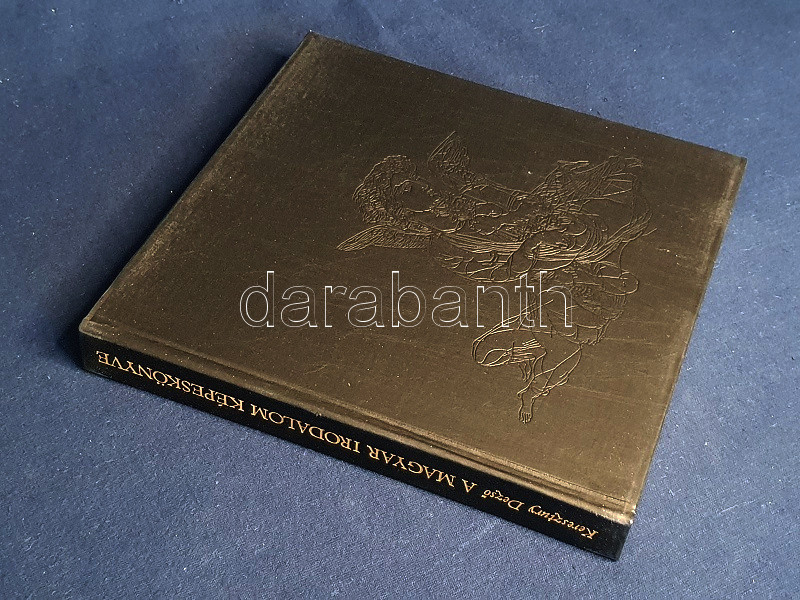 darabanth
Keresztury Dezső A MAGYAR IRODALOM KÉPESKÖNYVE